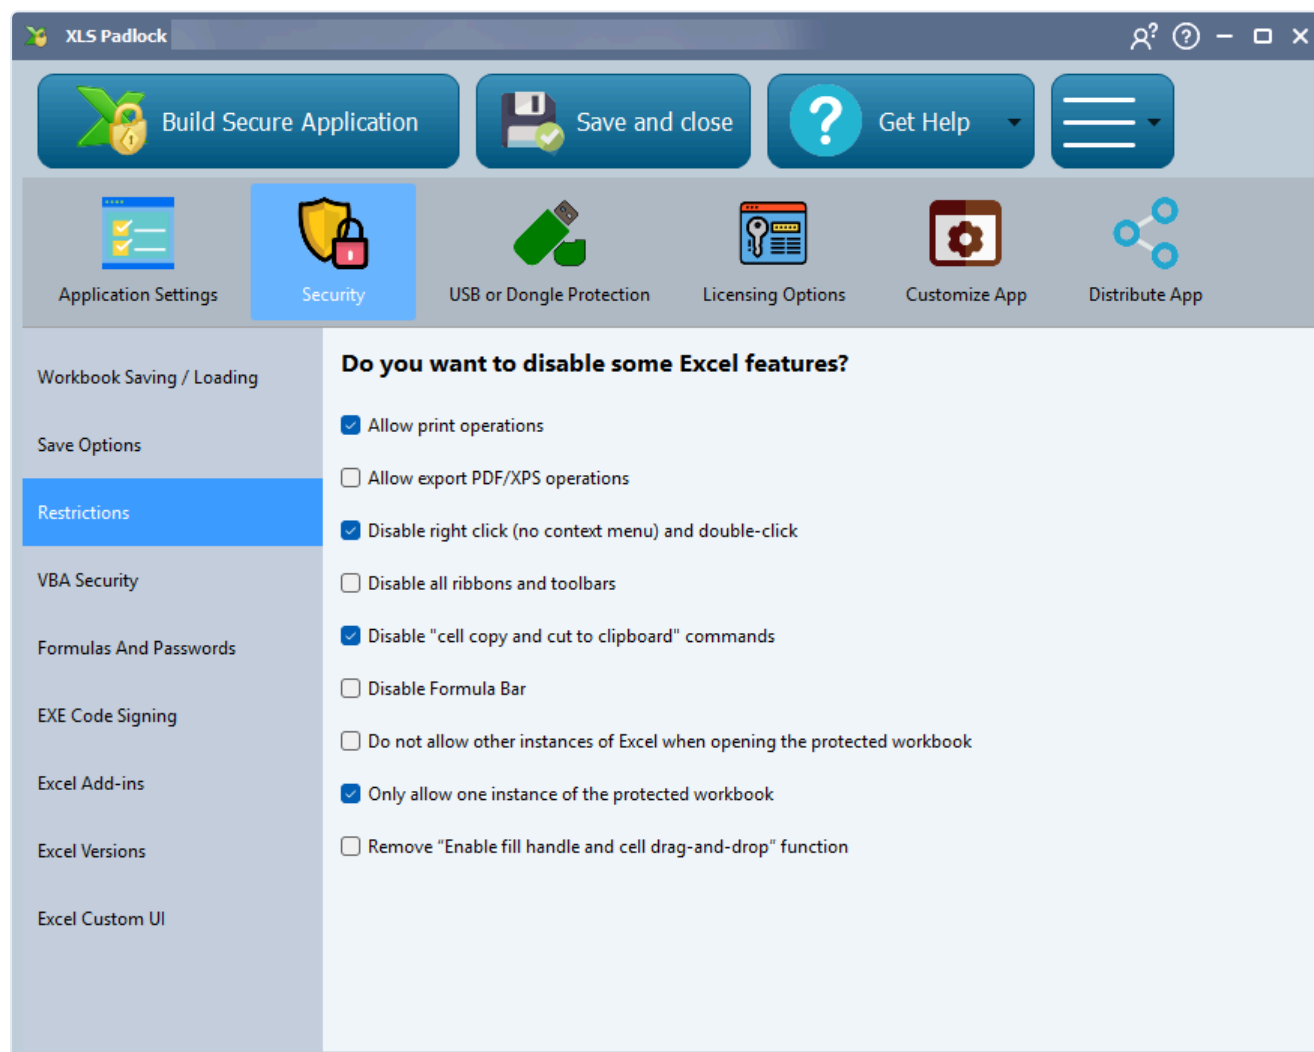 XLS Padlock
Build Secure Application
Save and close
Get Help
Application Settings
Security
USB or Dongle Protection
Licensing Options
Customize App
Distribute App
Workbook Saving / Loading
Save Options
Restrictions
VBA Security
Formulas And Passwords
EXE Code Signing
Excel Add-ins
Excel Versions
Excel Custom UI
Do you want to disable some Excel features?
Allow print operations
Allow export PDF/XPS operations
Disable right click (no context menu) and double-click
Disable all ribbons and toolbars
Disable "cell copy and cut to clipboard" commands
Disable Formula Bar
Do not allow other instances of Excel when opening the protected workbook
Only allow one instance of the protected workbook
Remove “Enable fill handle and cell drag-and-drop” function